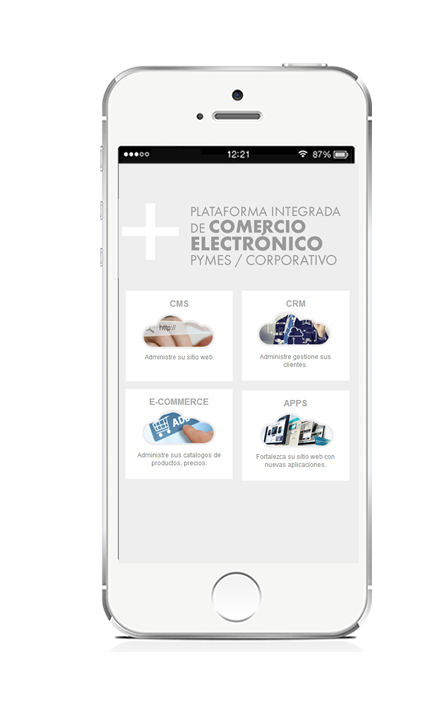 12:21
87%
PLATAFORMA INTEGRADA
DE COMERCIO
ELECTRÓNICO
PYMES / CORPORATIVO
CMS
http://
Administre su sitio web.
CRM
Administre gestione sus
clientes.
E-COMMERCE
ADD
Administre sus catalogos de
productos, precios.
APPS
Fortalezca su sitio web con
nuevas aplicaciones.